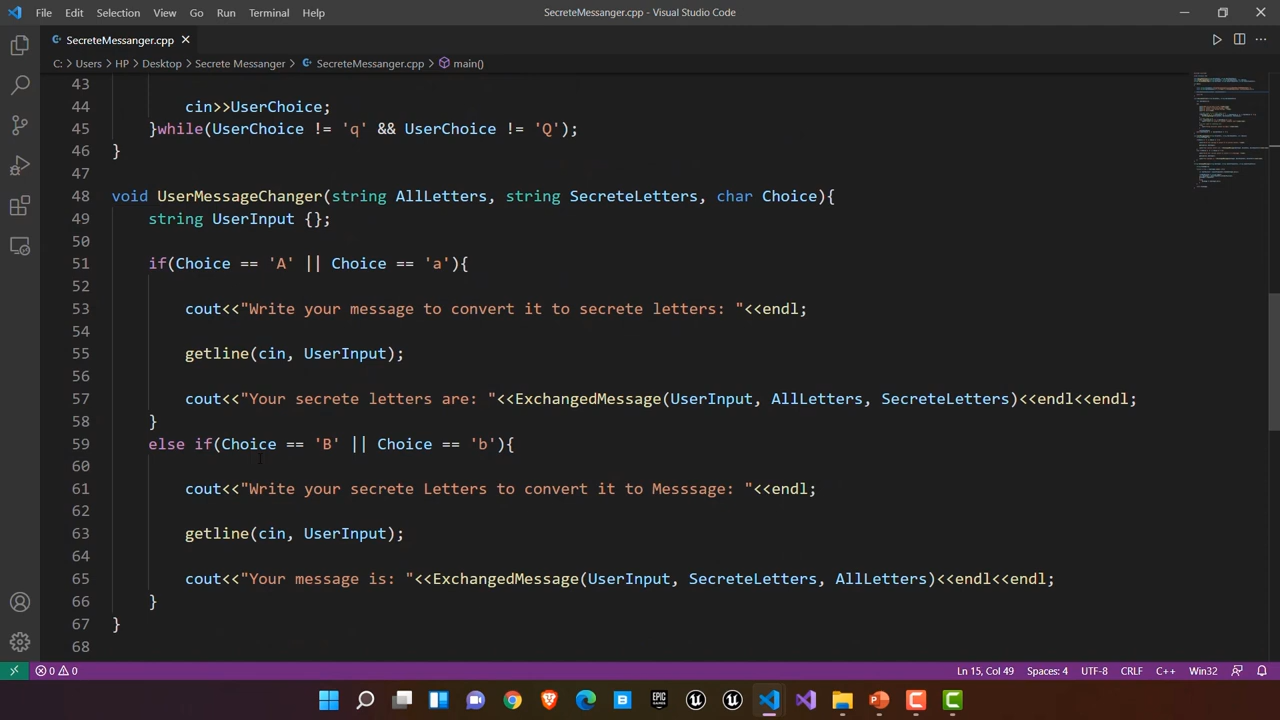 File Edit Selection View Go Run Terminal Help SecreteMessanger.cpp - Visual Studio Code
SecreteMessanger.cpp
C: > Users > HP > Desktop > Secrete Messanger > SecreteMessanger.cpp > main()
43
44 cin>>UserChoice;
45 }while(UserChoice != 'q' && UserChoice != 'Q');
46 }
47
48 void UserMessageChanger(string AllLetters, string SecreteLetters, char Choice){
49 string UserInput {};
50
51 if(Choice == 'A' || Choice == 'a'){
52
53 cout<<"Write your message to convert it to secrete letters: "<<endl;
54
55 getline(cin, UserInput);
56
57 cout<<"Your secrete letters are: "<<ExchangedMessage(UserInput, AllLetters, SecreteLetters)<<endl<<endl;
58 }
59 else if(Choice == 'B' || Choice == 'b'){
60
61 cout<<"Write your secrete Letters to convert it to Messsage: "<<endl;
62
63 getline(cin, UserInput);
64
65 cout<<"Your message is: "<<ExchangedMessage(UserInput, SecreteLetters, AllLetters)<<endl<<endl;
66 }
67 }
68
0 0 Ln 15, Col 49 Spaces: 4 UTF-8 CRLF C++ Win32